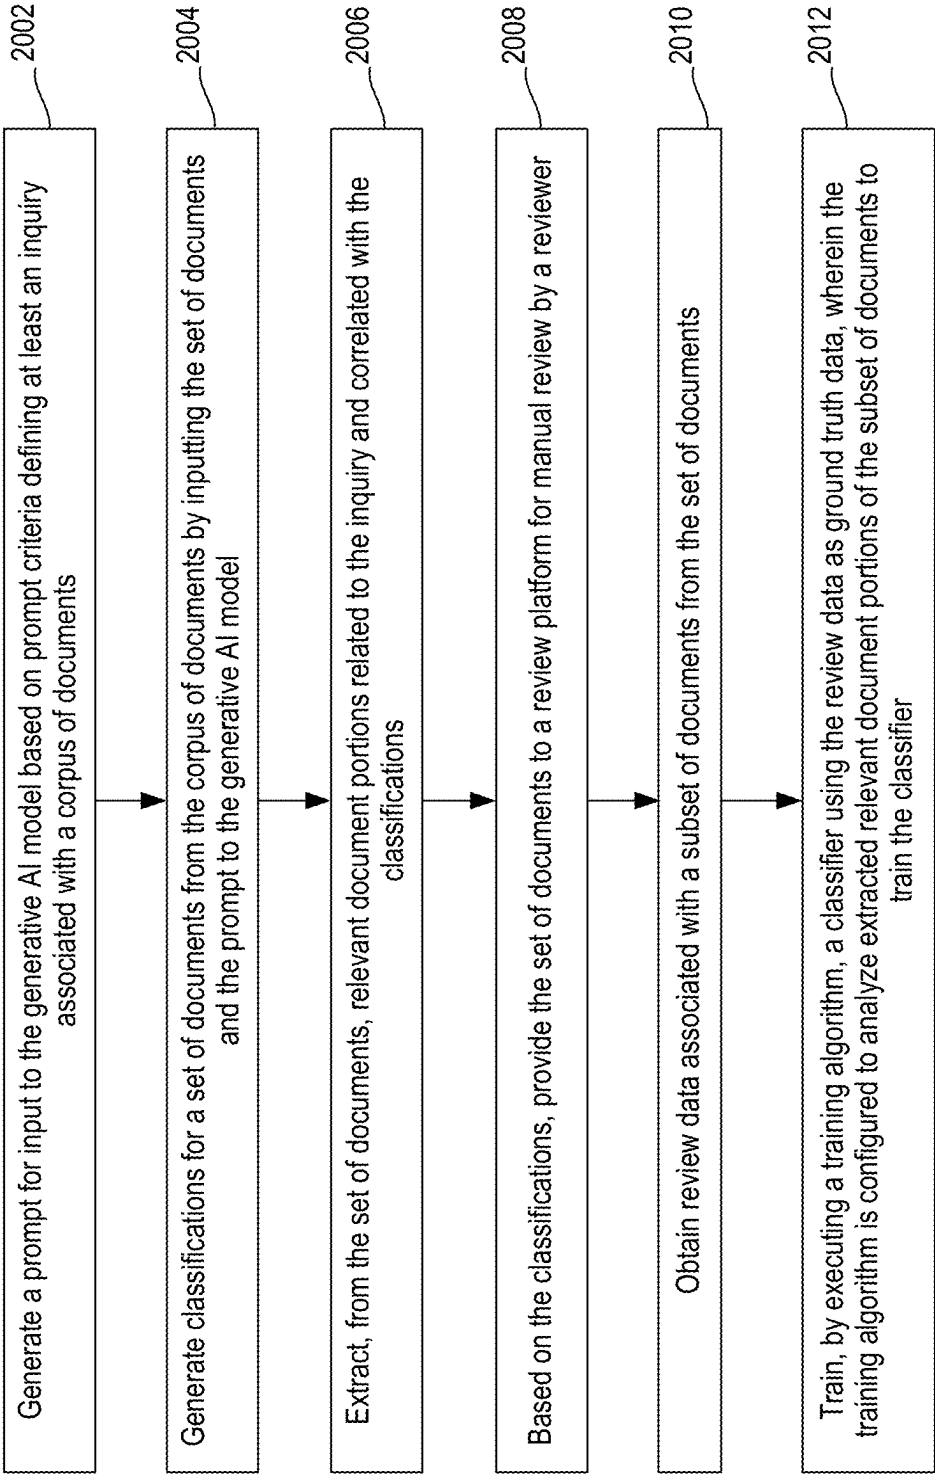 2002
Generate a prompt for input to the generative AI model based on prompt criteria defining at least an inquiry
associated with a corpus of documents
2004
Generate classifications for a set of documents from the corpus of documents by inputting the set of documents
and the prompt to the generative AI model
2006
Extract, from the set of documents, relevant document portions related to the inquiry and correlated with the
classifications
2008
Based on the classifications, provide the set of documents to a review platform for manual review by a reviewer
2010
Obtain review data associated with a subset of documents from the set of documents
2012
Train, by executing a training algorithm, a classifier using the review data as ground truth data, wherein the
training algorithm is configured to analyze extracted relevant document portions of the subset of documents to
train the classifier